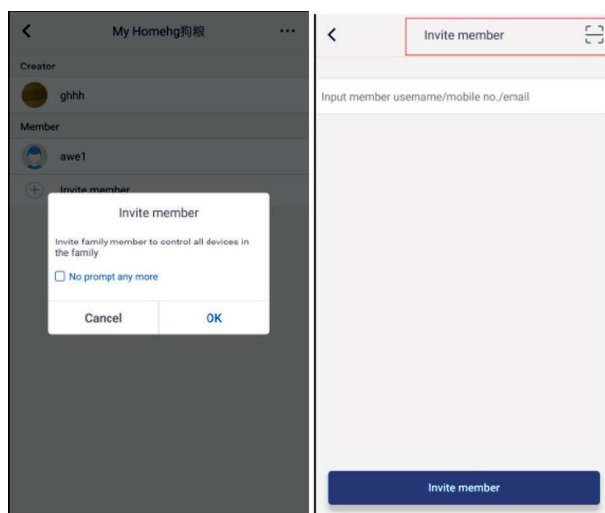 My Homehg狗粮
Creator
ghhh
Member
awe1
Invite member
Invite member
Invite family member to control all devices in
the family
No prompt any more
Cancel OK
Invite member
Input member username/mobile no./email
Invite member